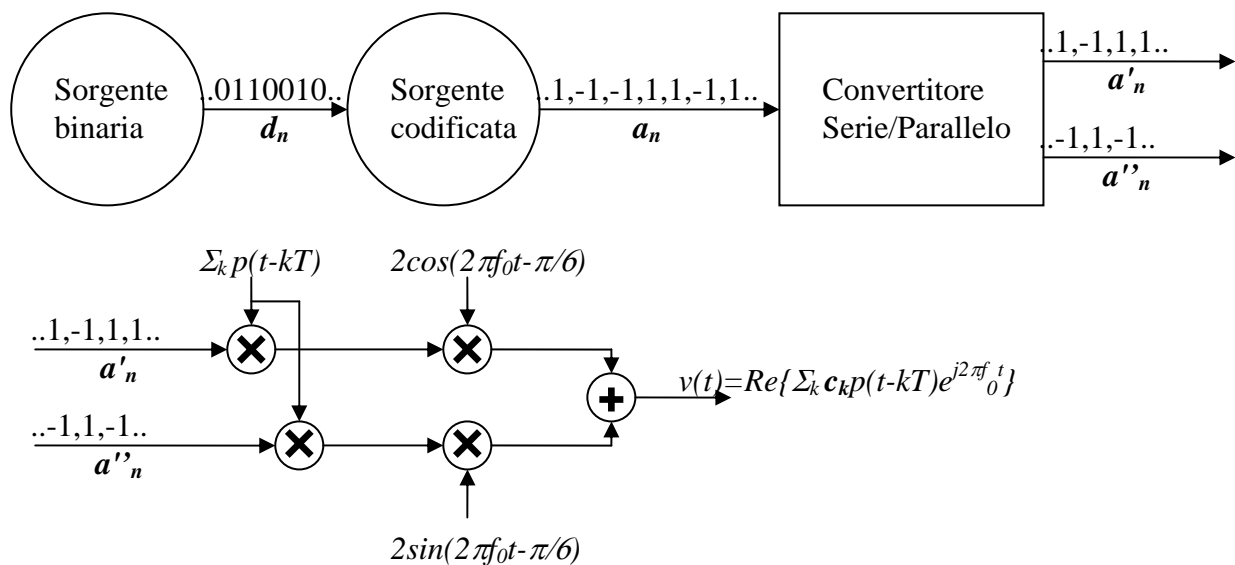 Sorgente
binaria
..0110010..
d_n
Sorgente
codificata
..1,-1,-1,1,1,-1,1..
a_n
Convertitore
Serie/Parallelo
..1,-1,1,1..
a'_n
..-1,1,-1..
a''_n
Σ_k p(t-kT)
2cos(2πf_0t-π/6)
..1,-1,1,1..
a'_n
v(t)=Re{Σ_k c_k p(t-kT)e^{j2πf_0 t}}
..-1,1,-1..
a''_n
2sin(2πf_0t-π/6)